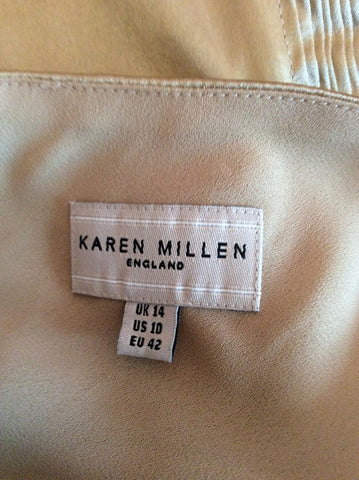 KAREN MILLEN
ENGLAND
UK 14
US 10
EU 42